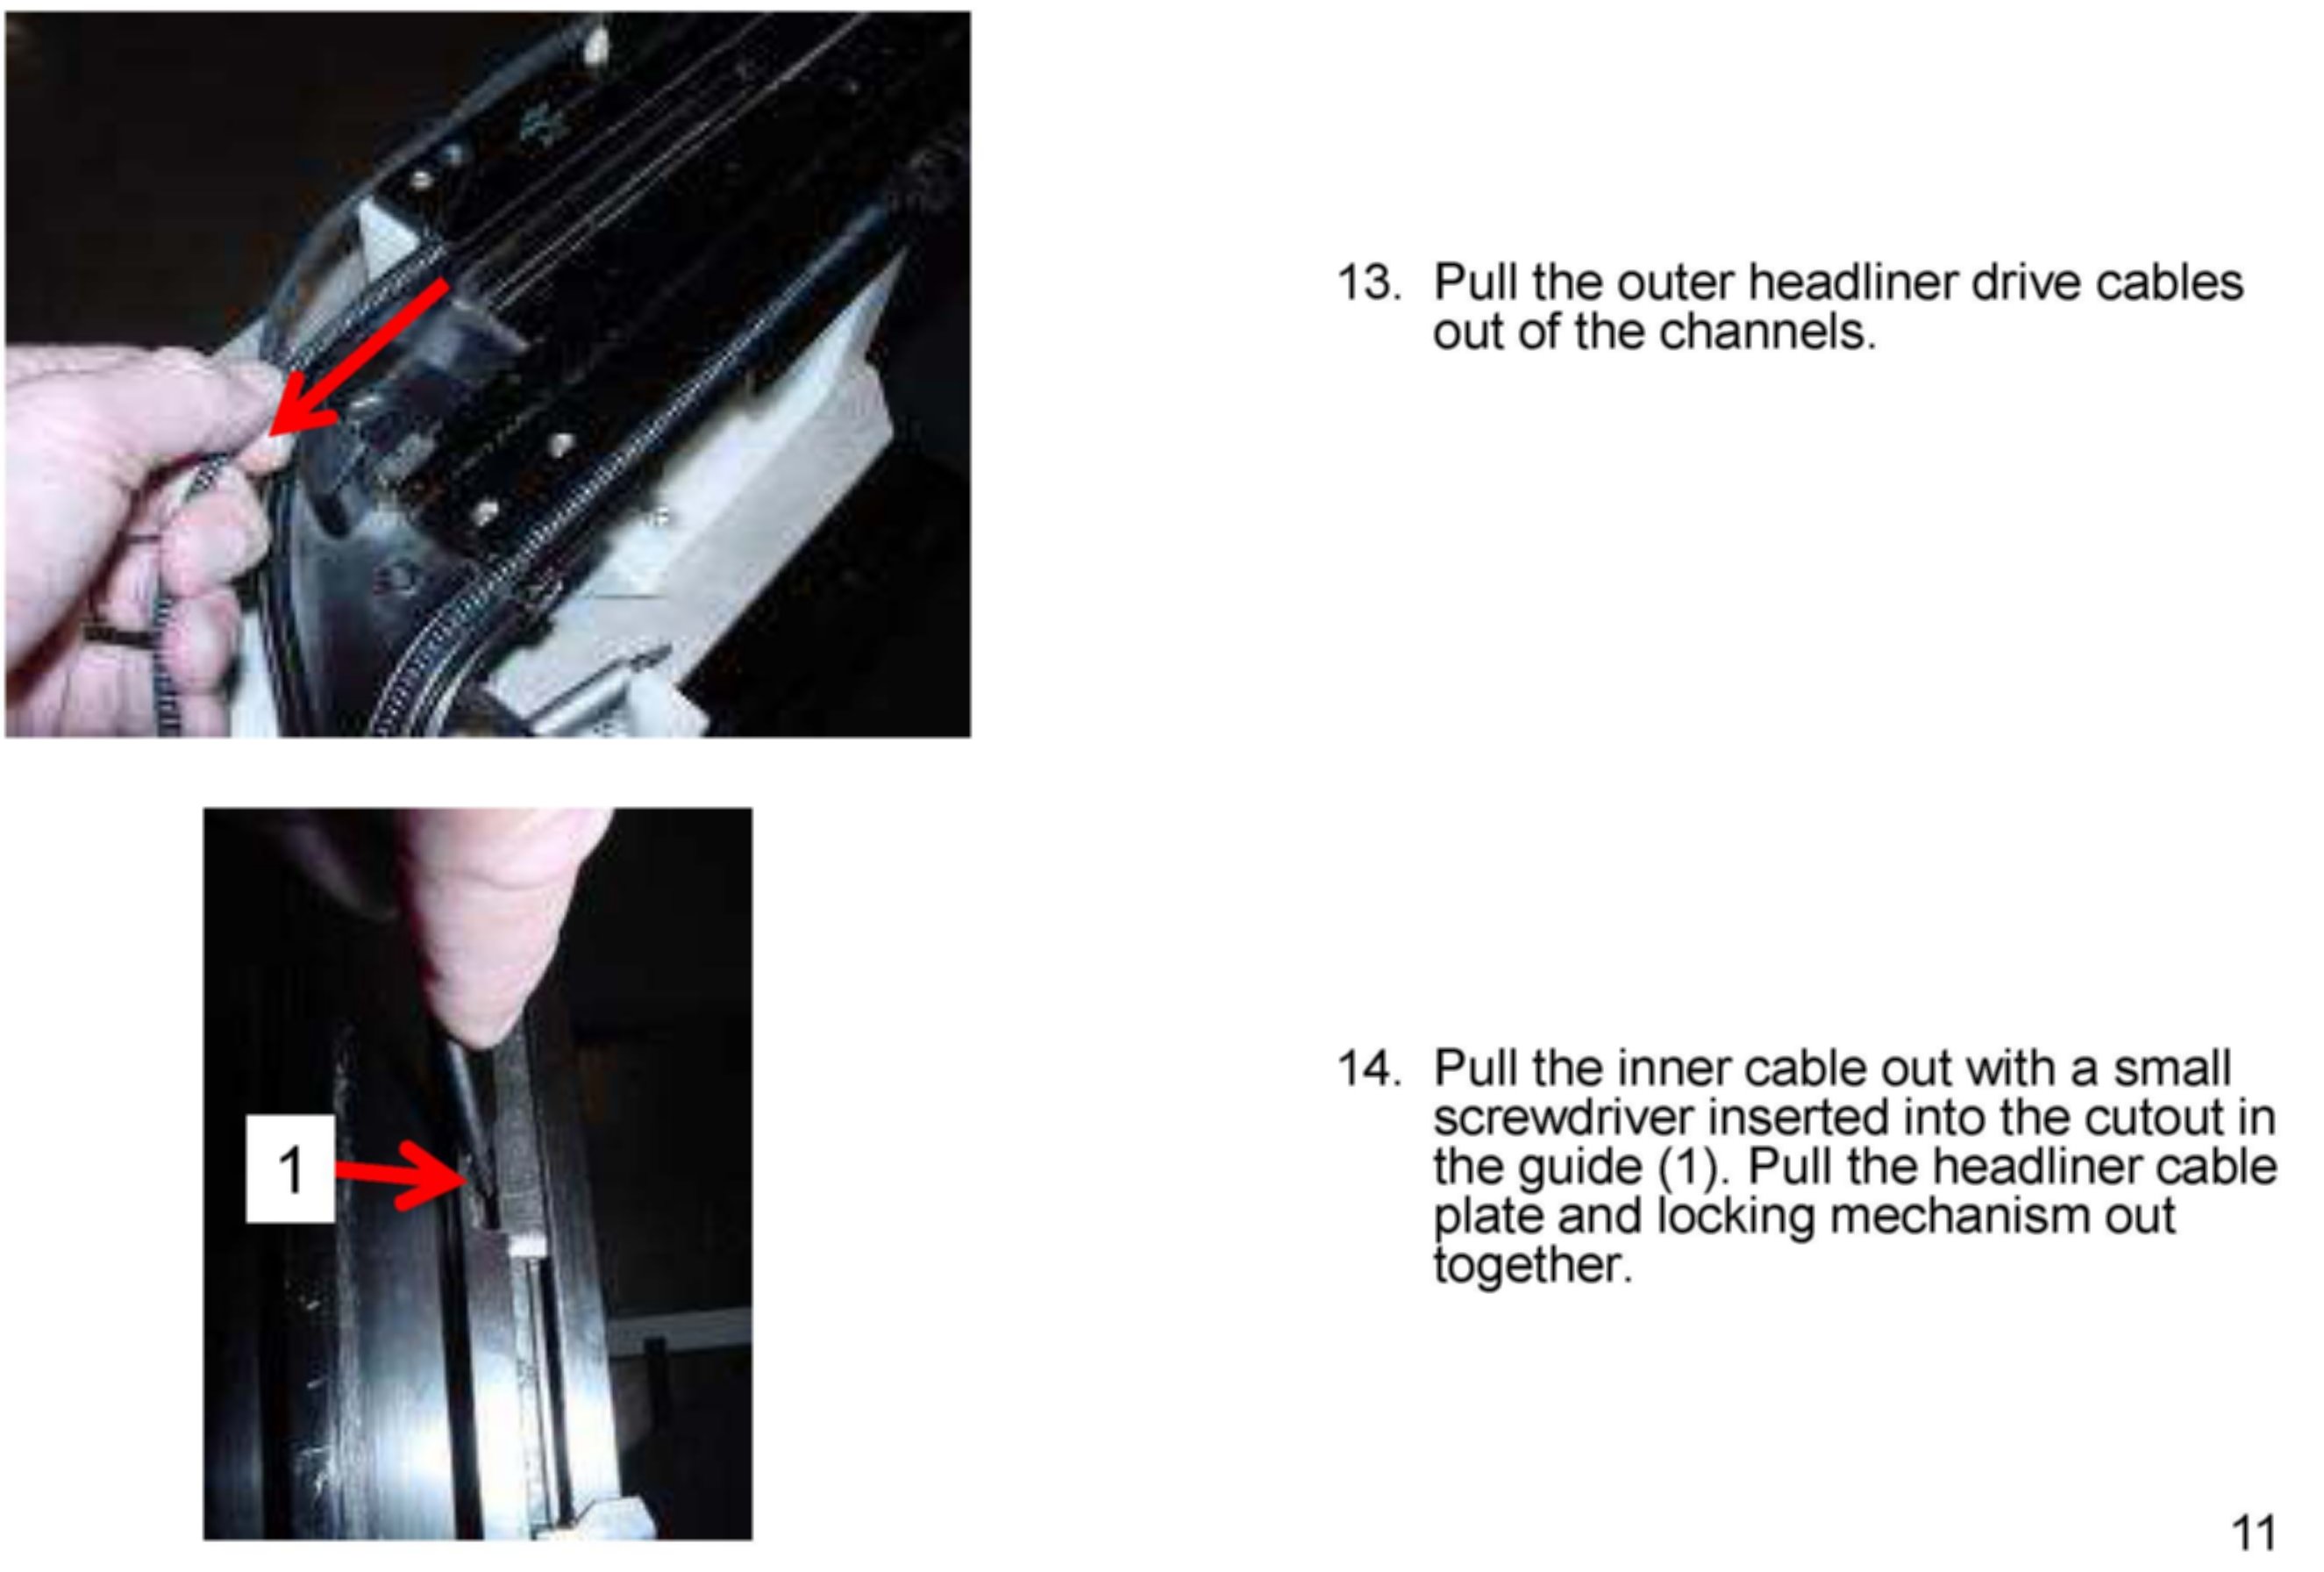 13. Pull the outer headliner drive cables
out of the channels.
1
14. Pull the inner cable out with a small
screwdriver inserted into the cutout in
the guide (1). Pull the headliner cable
plate and locking mechanism out
together.
11